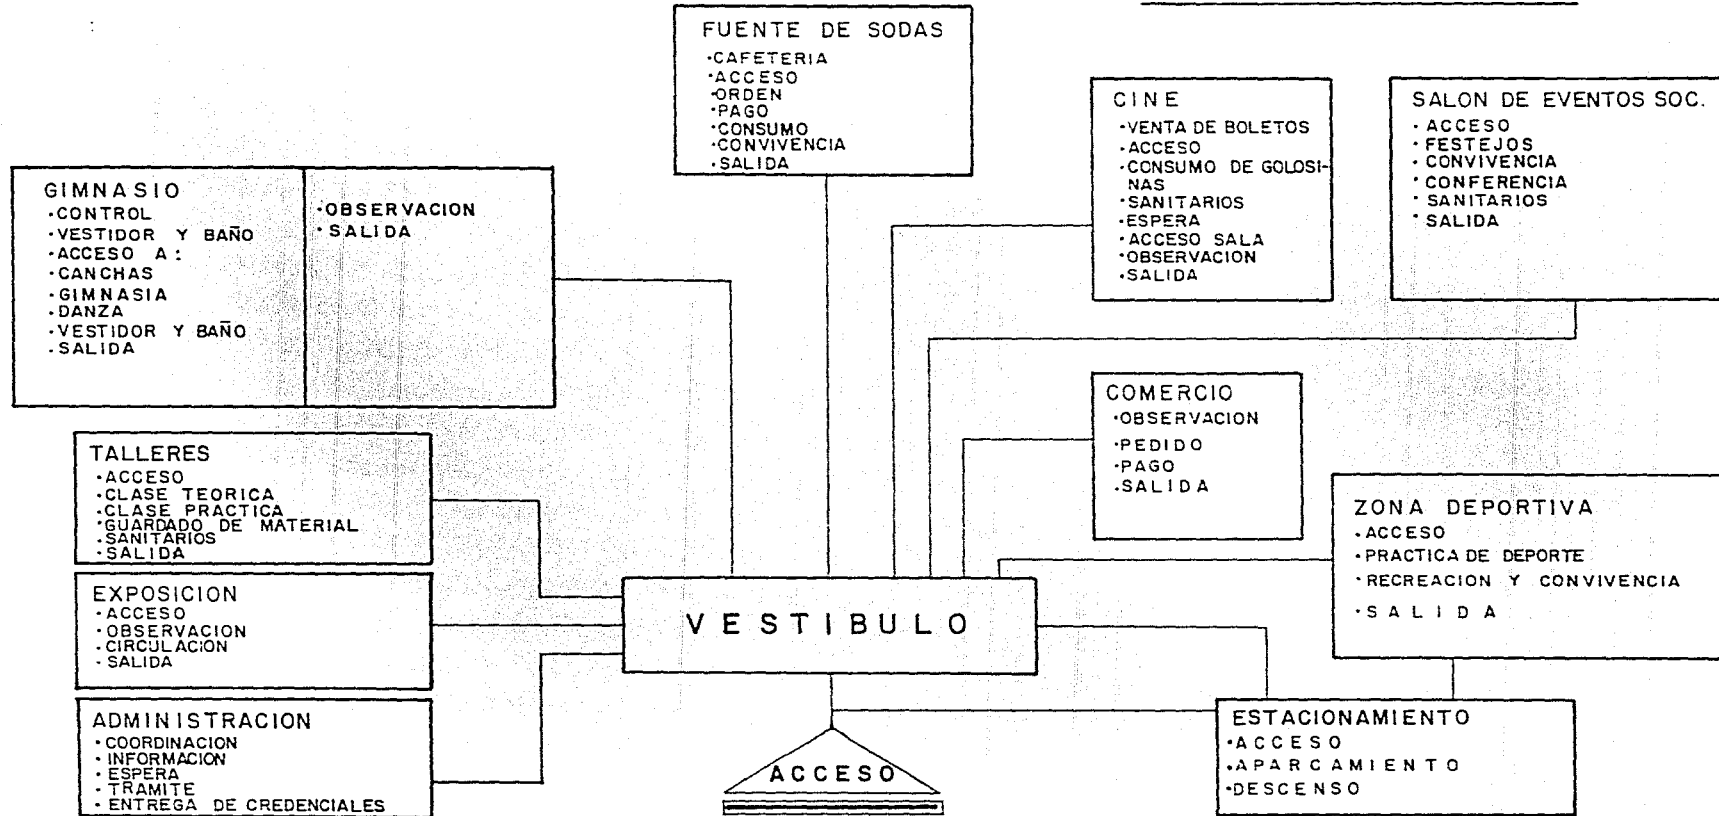 FUENTE DE SODAS
·CAFETERIA
·ACCESO
·ORDEN
·PAGO
·CONSUMO
·CONVIVENCIA
·SALIDA
CINE
·VENTA DE BOLETOS
·ACCESO
·CONSUMO DE GOLOSI-
NAS
·SANITARIOS
·ESPERA
·ACCESO SALA
·OBSERVACION
·SALIDA
SALON DE EVENTOS SOC.
·ACCESO
·FESTEJOS
·CONVIVENCIA
·CONFERENCIA
·SANITARIOS
·SALIDA
GIMNASIO
·CONTROL
·VESTIDOR Y BAÑO
·ACCESO A:
·CANCHAS
·GIMNASIA
·DANZA
·VESTIDOR Y BAÑO
·SALIDA
·OBSERVACION
·SALIDA
COMERCIO
·OBSERVACION
·PEDIDO
·PAGO
·SALIDA
TALLERES
·ACCESO
·CLASE TEORICA
·CLASE PRACTICA
·GUARDADO DE MATERIAL
·SANITARIOS
·SALIDA
ZONA DEPORTIVA
·ACCESO
·PRACTICA DE DEPORTE
·RECREACION Y CONVIVENCIA
·SALIDA
EXPOSICION
·ACCESO
·OBSERVACION
·CIRCULACION
·SALIDA
VESTIBULO
ADMINISTRACION
·COORDINACION
·INFORMACION
·ESPERA
·TRAMITE
·ENTREGA DE CREDENCIALES
ACCESO
ESTACIONAMIENTO
·ACCESO
·APARCAMIENTO
·DESCENSO